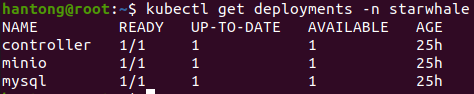 hantong@root:~$ kubectl get deployments -n starwhale
NAME READY UP-TO-DATE AVAILABLE AGE
controller 1/1 1 1 25h
minio 1/1 1 1 25h
mysql 1/1 1 1 25h